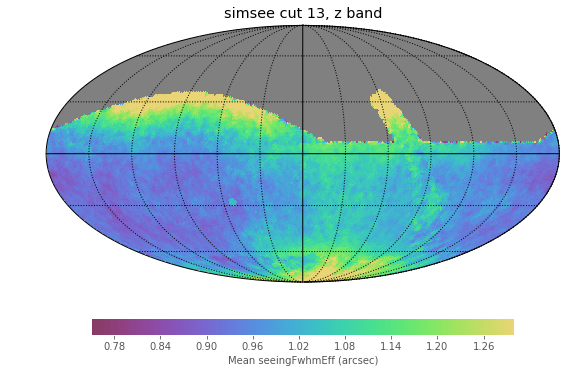 simsee cut 13, z band
0.78 0.84 0.90 0.96 1.02 1.08 1.14 1.20 1.26
Mean seeingFwhmEff (arcsec)